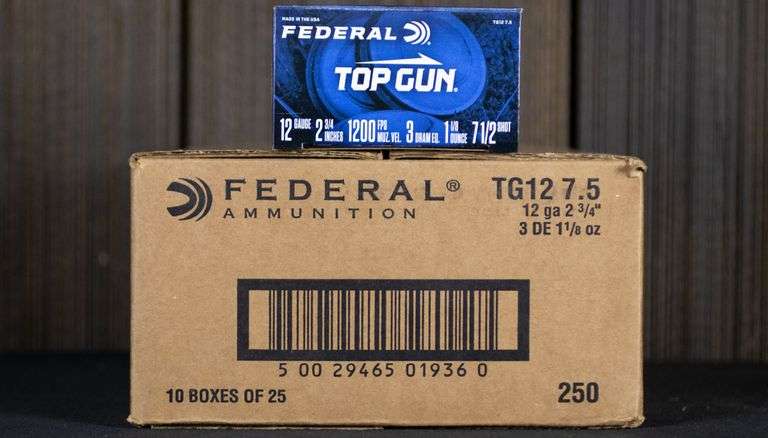 MADE IN THE USA
TG12 7.5
FEDERAL
TOP GUN®
12 GAUGE 2 3/4 INCHES 1200 FPS MUZ. VEL. 3 DRAM EQ. 1 1/8 OUNCE 7 1/2 SHOT
FEDERAL®
AMMUNITION
TG12 7.5
12 ga 2 3/4"
3 DE 1 1/8 oz
5 00 29465 01936 0
10 BOXES OF 25
250